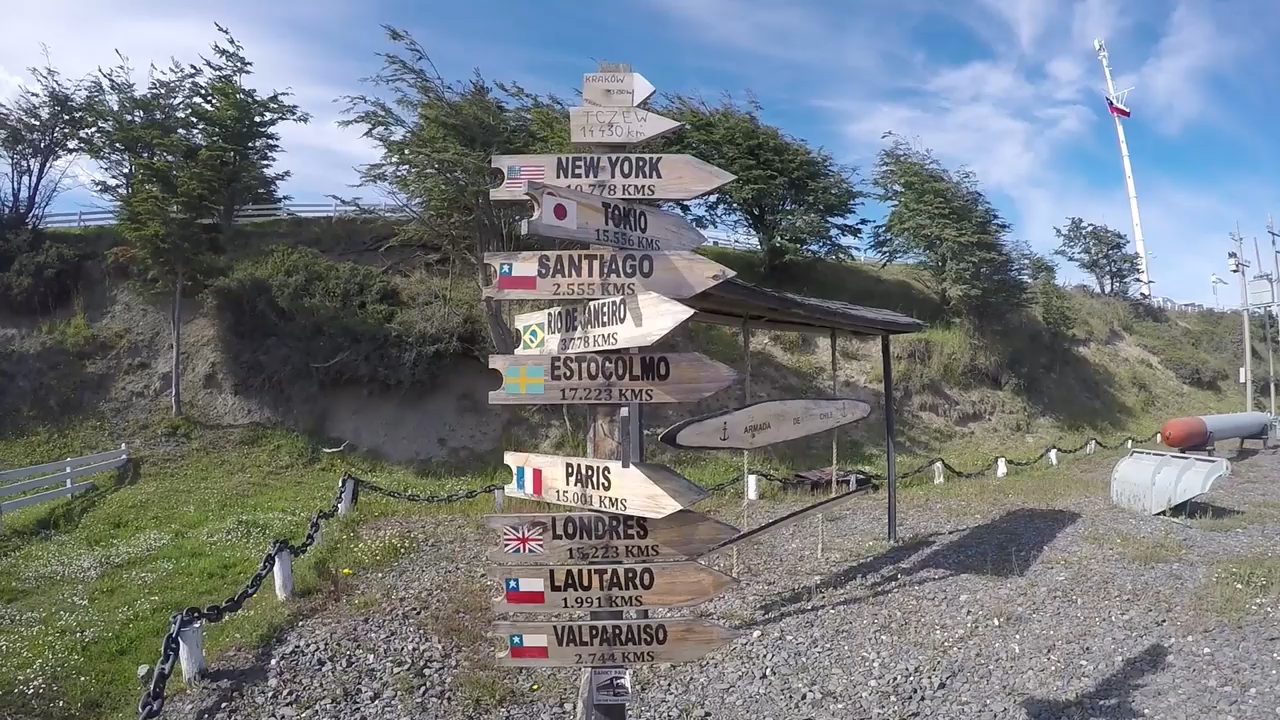 KRAKÓW
TCZEW
14430 km
NEW YORK
10.778 KMS
TOKIO
15.556 KMS
SANTIAGO
2.555 KMS
RIO DE JANEIRO
3.778 KMS
ESTOCOLMO
17.223 KMS
ARMADA DE CHILE
PARIS
15.001 KMS
LONDRES
15.223 KMS
LAUTARO
1.991 KMS
VALPARAISO
2.744 KMS